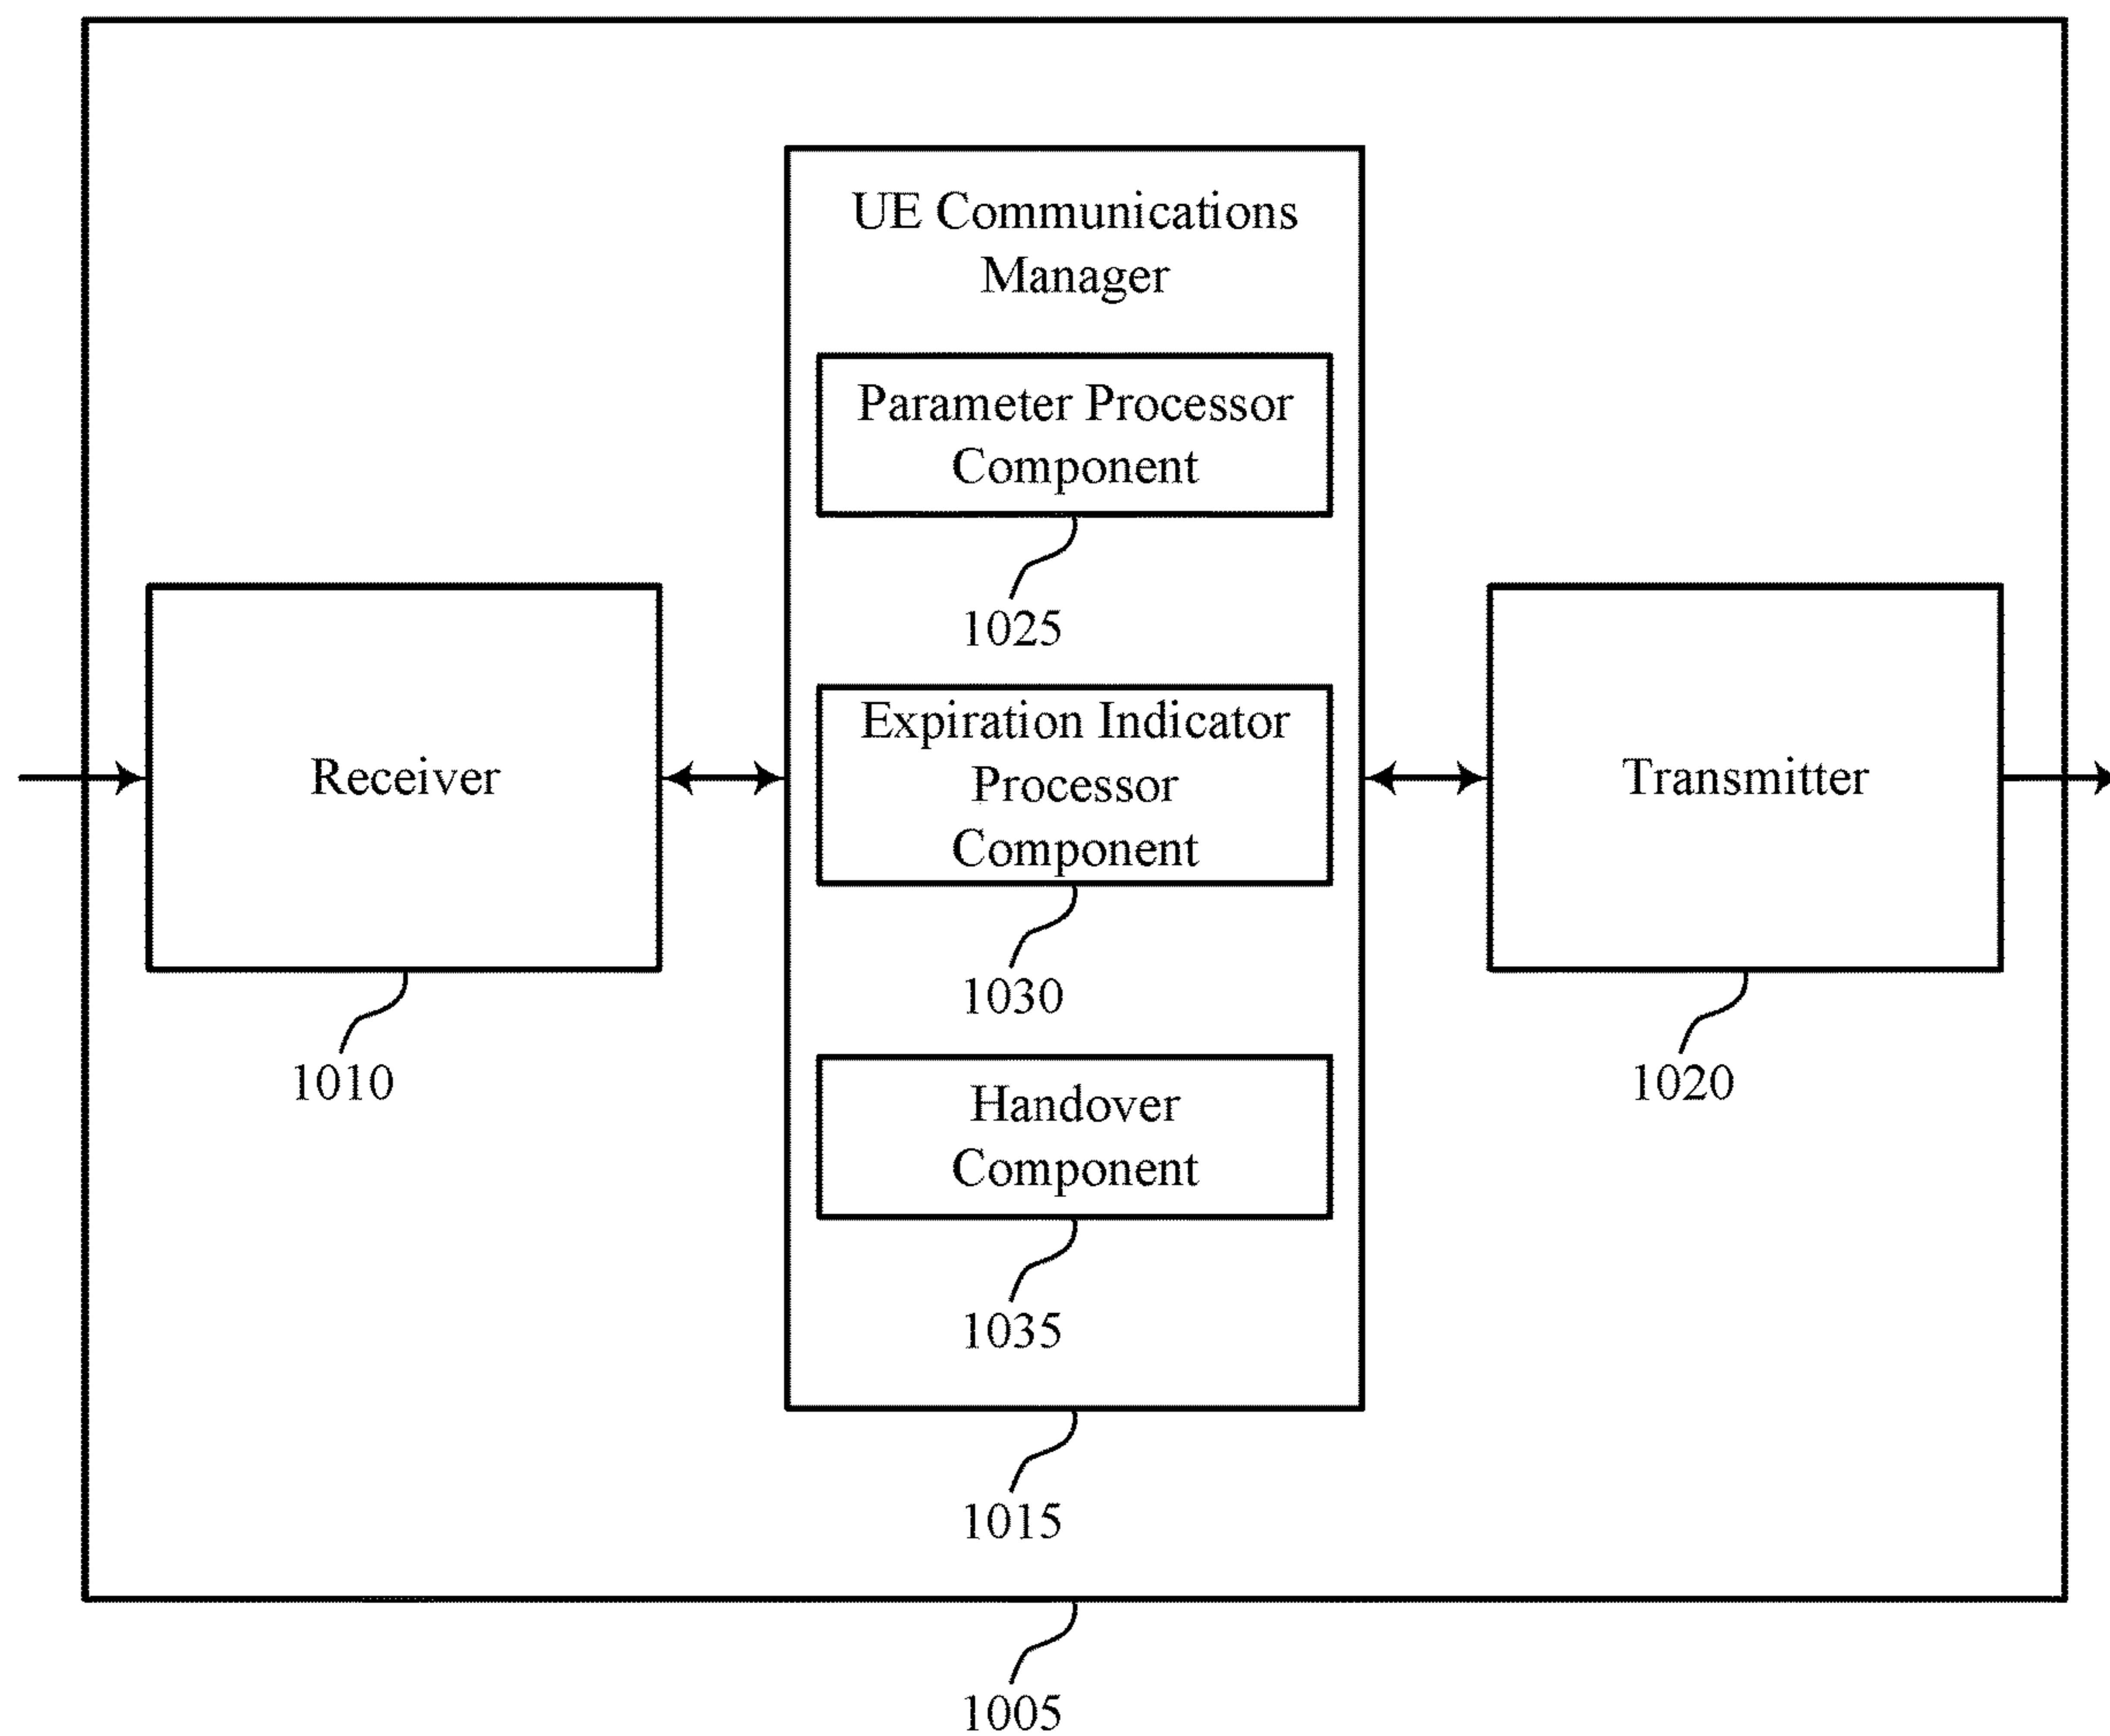 UE Communications
Manager
Parameter Processor
Component
1025
Receiver
1010
Expiration Indicator
Processor
Component
1030
Transmitter
1020
Handover
Component
1035
1015
1005